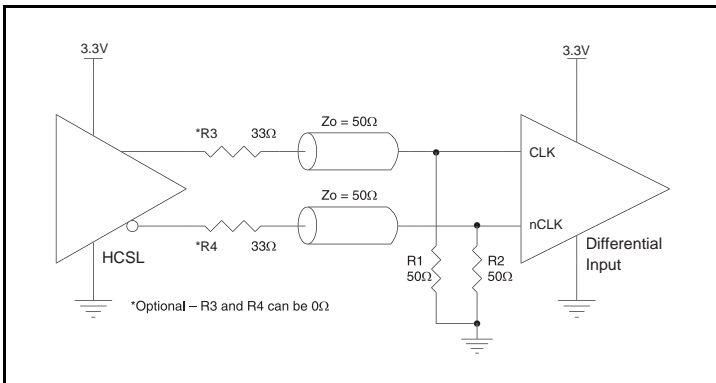 3.3V
3.3V
*R3 33Ω
Zo = 50Ω
CLK
Zo = 50Ω
nCLK
*R4 33Ω
HCSL
R1
50Ω
R2
50Ω
Differential
Input
*Optional – R3 and R4 can be 0Ω